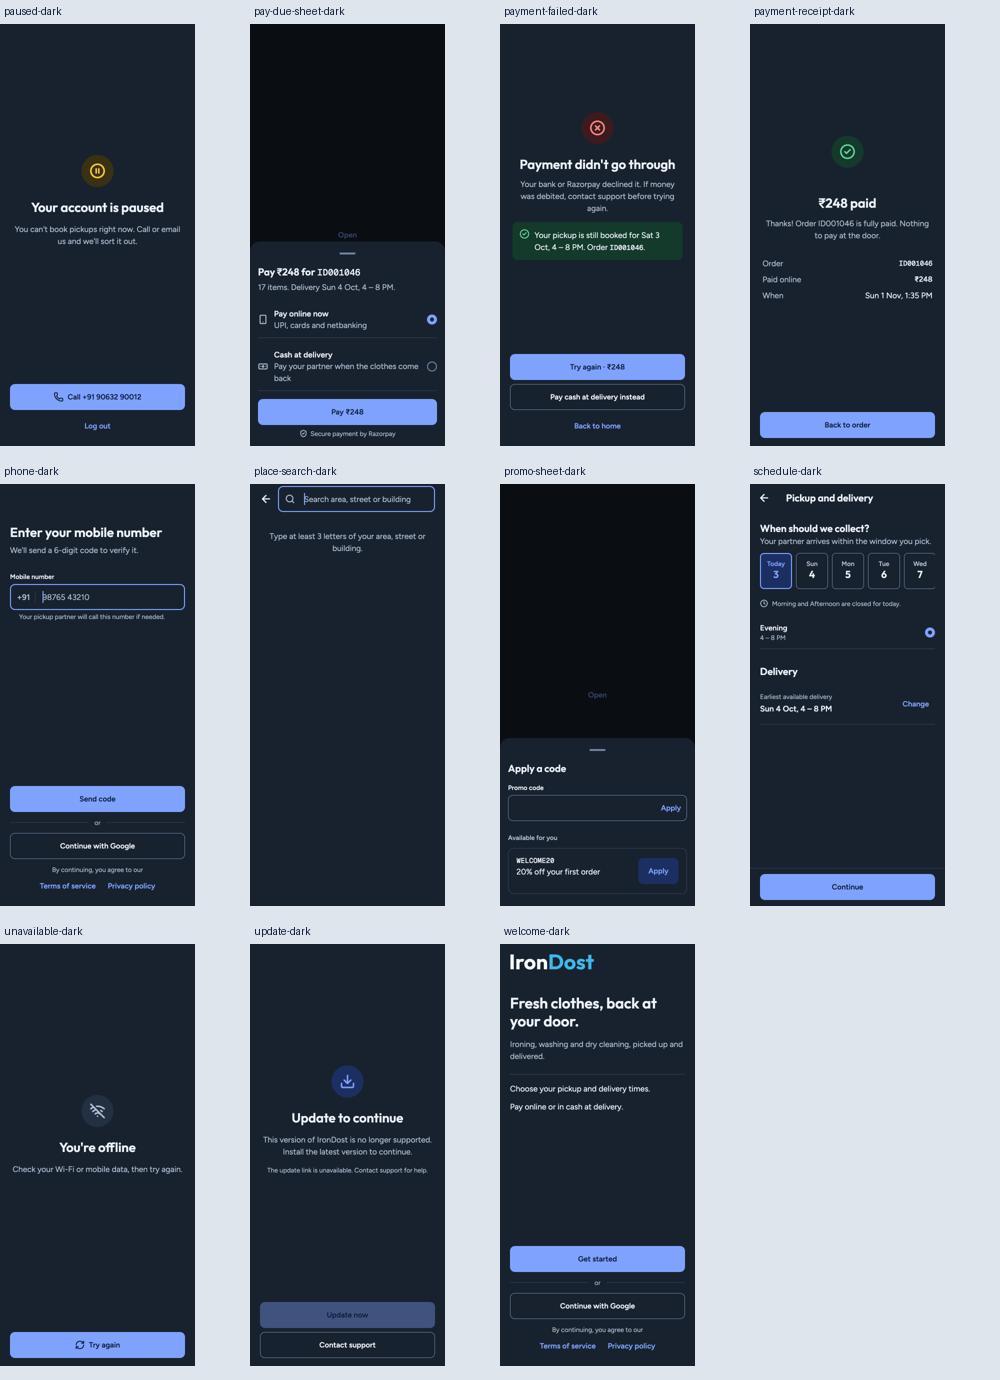 paused-dark
Your account is paused
You can't book pickups right now. Call or email
us and we'll sort it out.
Call +91 90632 90012
Log out
pay-due-sheet-dark
Open
Pay ₹248 for ID001046
17 items. Delivery Sun 4 Oct, 4 – 8 PM.
Pay online now
UPI, cards and netbanking
Cash at delivery
Pay your partner when the clothes come
back
Pay ₹248
Secure payment by Razorpay
payment-failed-dark
Payment didn't go through
Your bank or Razorpay declined it. If money
was debited, contact support before trying
again.
Your pickup is still booked for Sat 3
Oct, 4 – 8 PM. Order ID001046.
Try again · ₹248
Pay cash at delivery instead
Back to home
payment-receipt-dark
₹248 paid
Thanks! Order ID001046 is fully paid. Nothing
to pay at the door.
Order ID001046
Paid online ₹248
When Sun 1 Nov, 1:35 PM
Back to order
phone-dark
Enter your mobile number
We'll send a 6-digit code to verify it.
Mobile number
+91 98765 43210
Your pickup partner will call this number if needed.
Send code
or
Continue with Google
By continuing, you agree to our
Terms of service Privacy policy
place-search-dark
Search area, street or building
Type at least 3 letters of your area, street or
building.
promo-sheet-dark
Open
Apply a code
Promo code
Apply
Available for you
WELCOME20
20% off your first order
Apply
schedule-dark
Pickup and delivery
When should we collect?
Your partner arrives within the window you pick.
Today Sun Mon Tue Wed
3 4 5 6 7
Morning and Afternoon are closed for today.
Evening
4 – 8 PM
Delivery
Earliest available delivery
Sun 4 Oct, 4 – 8 PM
Change
Continue
unavailable-dark
You're offline
Check your Wi-Fi or mobile data, then try again.
Try again
update-dark
Update to continue
This version of IronDost is no longer supported.
Install the latest version to continue.
The update link is unavailable. Contact support for help.
Update now
Contact support
welcome-dark
IronDost
Fresh clothes, back at
your door.
Ironing, washing and dry cleaning, picked up and
delivered.
Choose your pickup and delivery times.
Pay online or in cash at delivery.
Get started
or
Continue with Google
By continuing, you agree to our
Terms of service Privacy policy